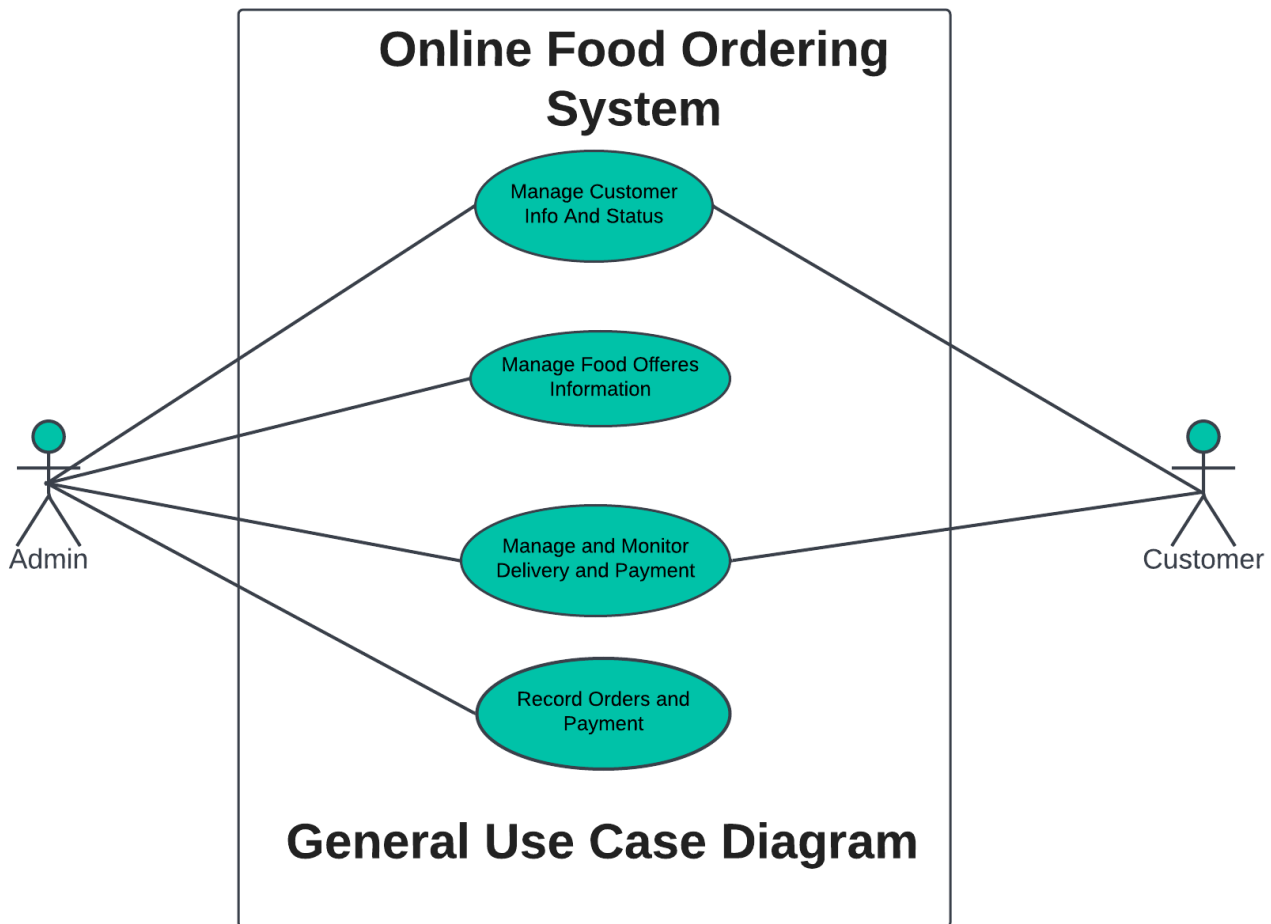 Online Food Ordering
System
Manage Customer
Info And Status
Manage Food Offeres
Information
Admin
Customer
Manage and Monitor
Delivery and Payment
Record Orders and
Payment
General Use Case Diagram